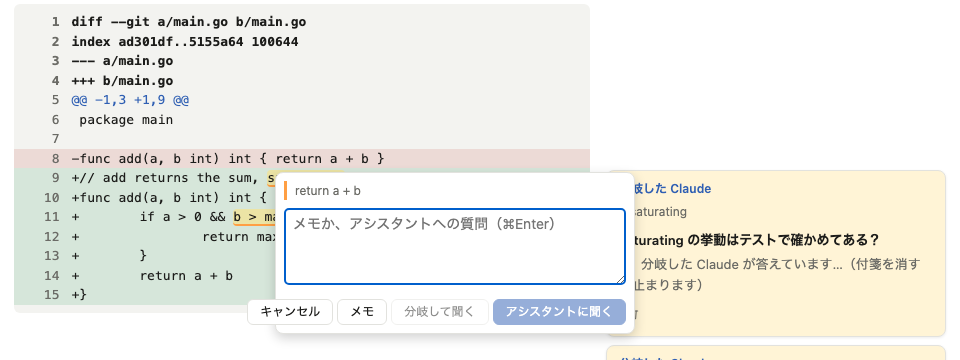 1 diff --git a/main.go b/main.go
2 index ad301df..5155a64 100644
3 --- a/main.go
4 +++ b/main.go
5 @@ -1,3 +1,9 @@
6 package main
7
8 -func add(a, b int) int { return a + b }
9 +// add returns the sum,
10 +func add(a, b int) int {
11 + if a > 0 && b >
12 + return
13 + }
14 + return a + b
15 +}
return a + b
メモか、アシスタントへの質問（⌘Enter）
キャンセル メモ 分岐して聞く アシスタントに聞く
した Claude
aturating
turating の挙動はテストで確かめてある？
分岐した Claude が答えています…（付箋を消す
止まります）